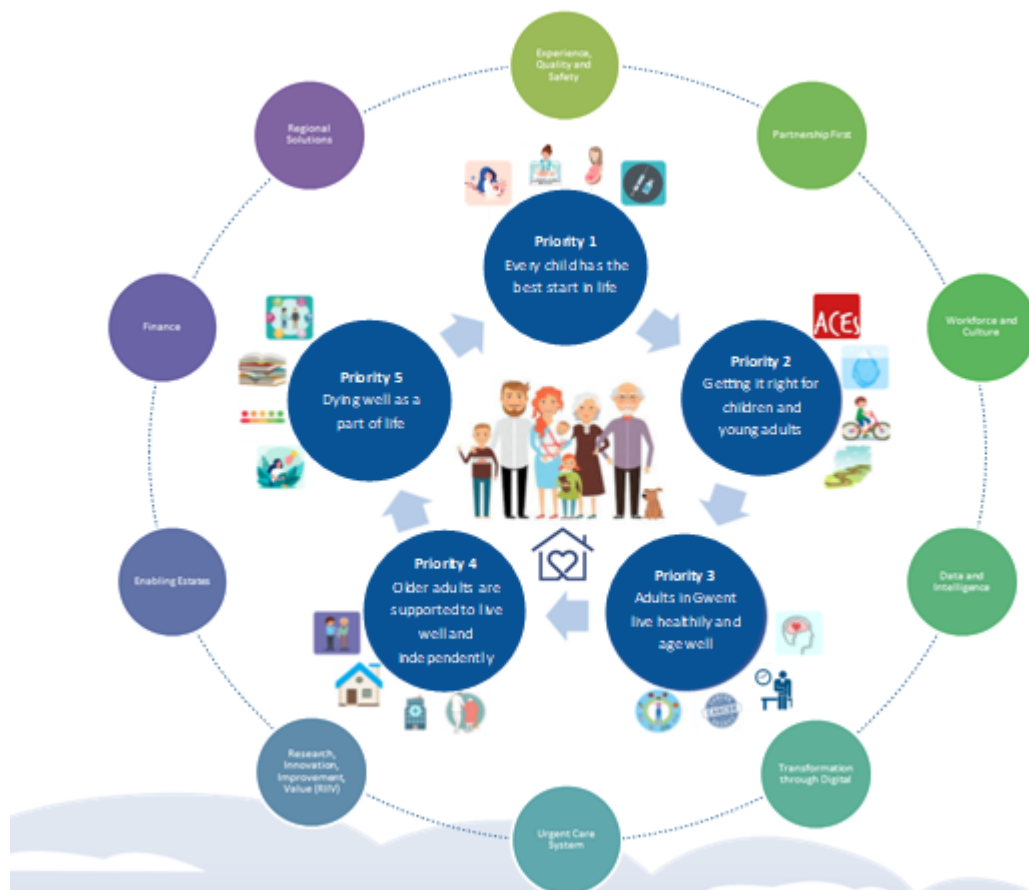 Experience,
Quality and
Safety
Partnership First
Workforce and
Culture
Data and
Intelligence
Transformation
through Digital
Urgent Care
System
Research,
Innovation,
Improvement,
Value (RIIV)
Enabling Estates
Finance
Regional
Solutions
Priority 1
Every child has the
best start in life
Priority 2
Getting it right for
children and
young adults
ACEs
Priority 3
Adults in Gwent
live healthily and
age well
CANCER
Priority 4
Older adults are
supported to live
well and
independently
Priority 5
Dying well as a
part of life